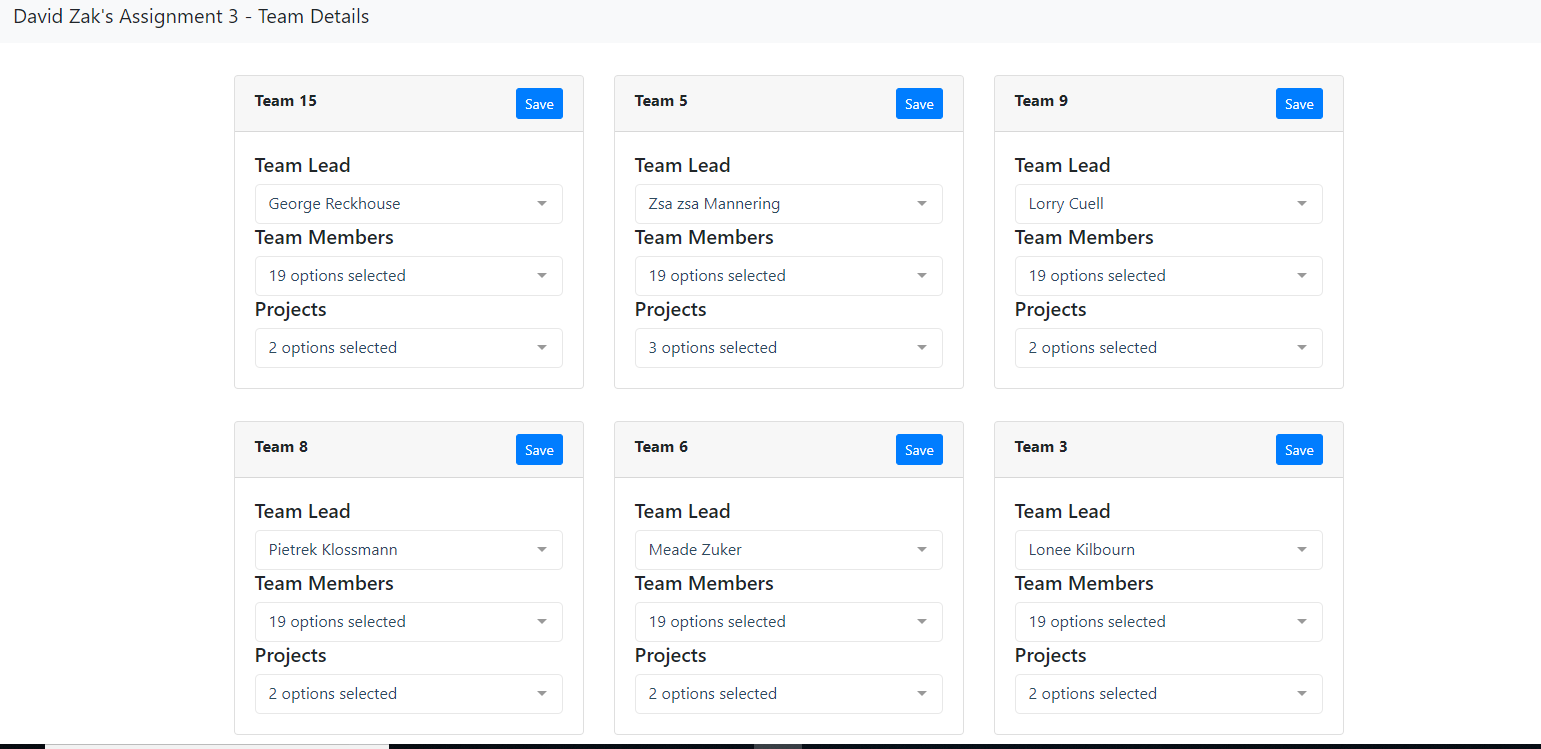 David Zak's Assignment 3 - Team Details
Team 15 Save
Team Lead
George Reckhouse
Team Members
19 options selected
Projects
2 options selected
Team 5 Save
Team Lead
Zsa zsa Mannering
Team Members
19 options selected
Projects
3 options selected
Team 9 Save
Team Lead
Lorry Cuell
Team Members
19 options selected
Projects
2 options selected
Team 8 Save
Team Lead
Pietrek Klossmann
Team Members
19 options selected
Projects
2 options selected
Team 6 Save
Team Lead
Meade Zuker
Team Members
19 options selected
Projects
2 options selected
Team 3 Save
Team Lead
Lonee Kilbourn
Team Members
19 options selected
Projects
2 options selected